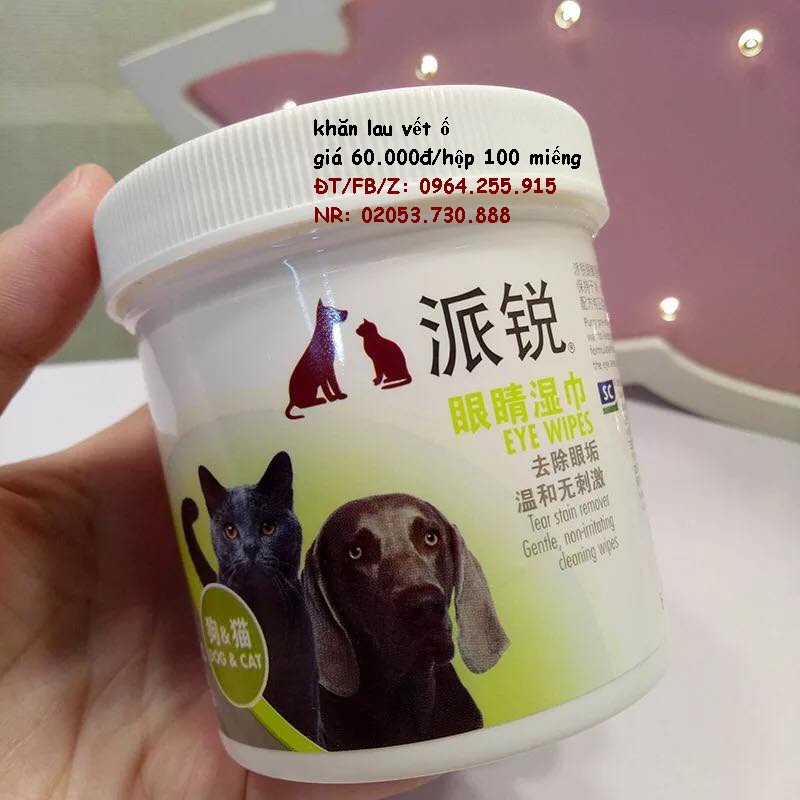 khăn lau vết ố
giá 60.000đ/hộp 100 miếng
ĐT/FB/Z: 0964.255.915
NR: 02053.730.888
派锐®
眼睛湿巾
EYE WIPES
去除眼垢
温和无刺激
Tear stain remover
Gentle, non-irritating
cleaning wipes
SC
狗&猫
DOG & CAT